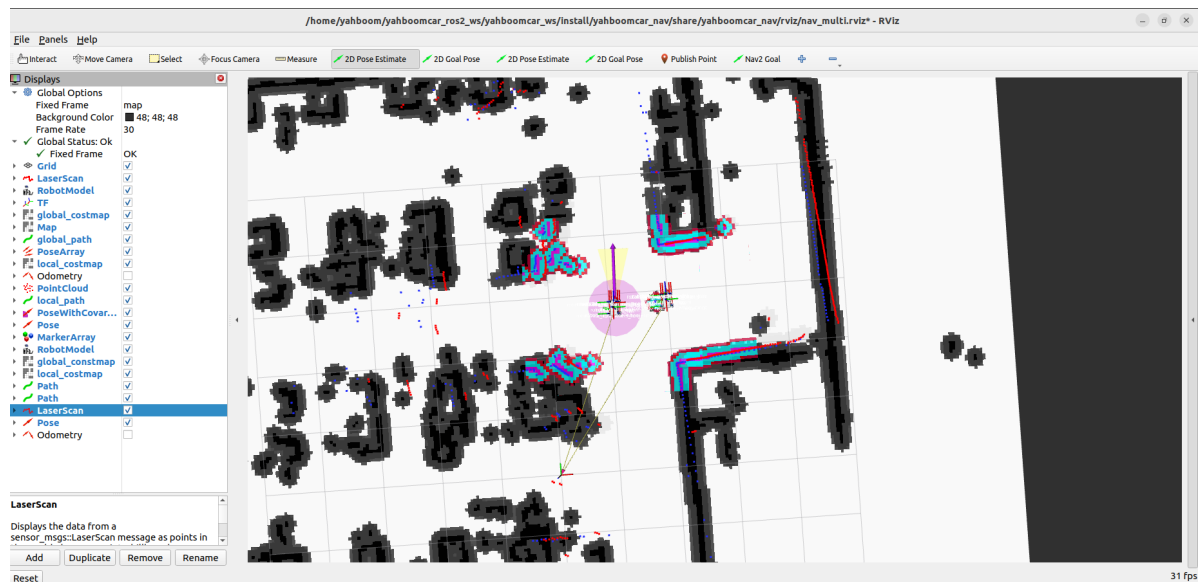 /home/yahboom/yahboomcar_ros2_ws/yahboomcar_ws/install/yahboomcar_nav/share/yahboomcar_nav/rviz/nav_multi.rviz* - RViz
File Panels Help
Interact Move Camera Select Focus Camera Measure 2D Pose Estimate 2D Goal Pose 2D Pose Estimate 2D Goal Pose Publish Point Nav2 Goal
Displays
Global Options
Fixed Frame map
Background Color 48; 48; 48
Frame Rate 30
Global Status: Ok
Fixed Frame OK
Grid
LaserScan
RobotModel
TF
global_costmap
Map
global_path
PoseArray
local_costmap
Odometry
PointCloud
local_path
PoseWithCovar...
Pose
MarkerArray
RobotModel
global_constmap
local_costmap
Path
Path
LaserScan
Pose
Odometry
LaserScan
Displays the data from a
sensor_msgs::LaserScan message as points in
Add Duplicate Remove Rename
Reset
31 fps